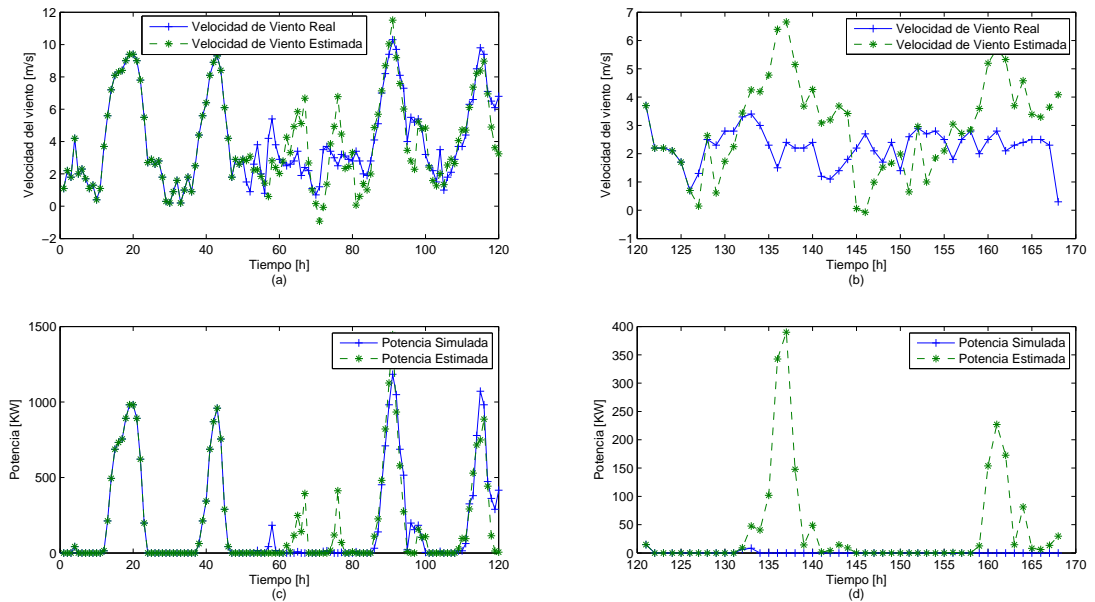 12
10
8
6
4
2
0
−2
Velocidad del viento [m/s]
Velocidad de Viento Real
Velocidad de Viento Estimada
0 20 40 60 80 100 120
Tiempo [h]
(a)
7
6
5
4
3
2
1
0
−1
Velocidad del viento [m/s]
Velocidad de Viento Real
Velocidad de Viento Estimada
120 125 130 135 140 145 150 155 160 165 170
Tiempo [h]
(b)
1500
1000
500
0
Potencia [KW]
Potencia Simulada
Potencia Estimada
0 20 40 60 80 100 120
Tiempo [h]
(c)
400
350
300
250
200
150
100
50
0
Potencia [KW]
Potencia Simulada
Potencia Estimada
120 125 130 135 140 145 150 155 160 165 170
Tiempo [h]
(d)